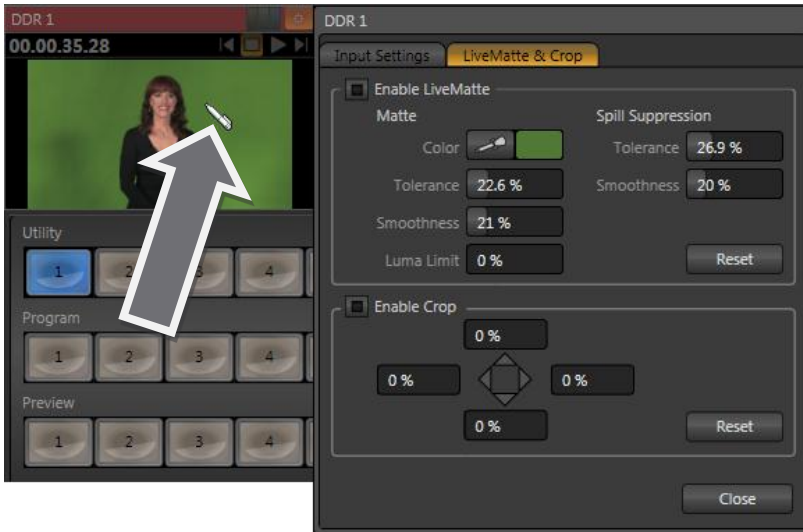 DDR 1
00.00.35.28
Utility
1 2 3 4
Program
1 2 3 4
Preview
1 2 3 4
DDR 1
Input Settings LiveMatte & Crop
Enable LiveMatte
Matte Spill Suppression
Color Tolerance 26.9 %
Tolerance 22.6 % Smoothness 20 %
Smoothness 21 %
Luma Limit 0 % Reset
Enable Crop
0 %
0 % 0 %
0 % Reset
Close